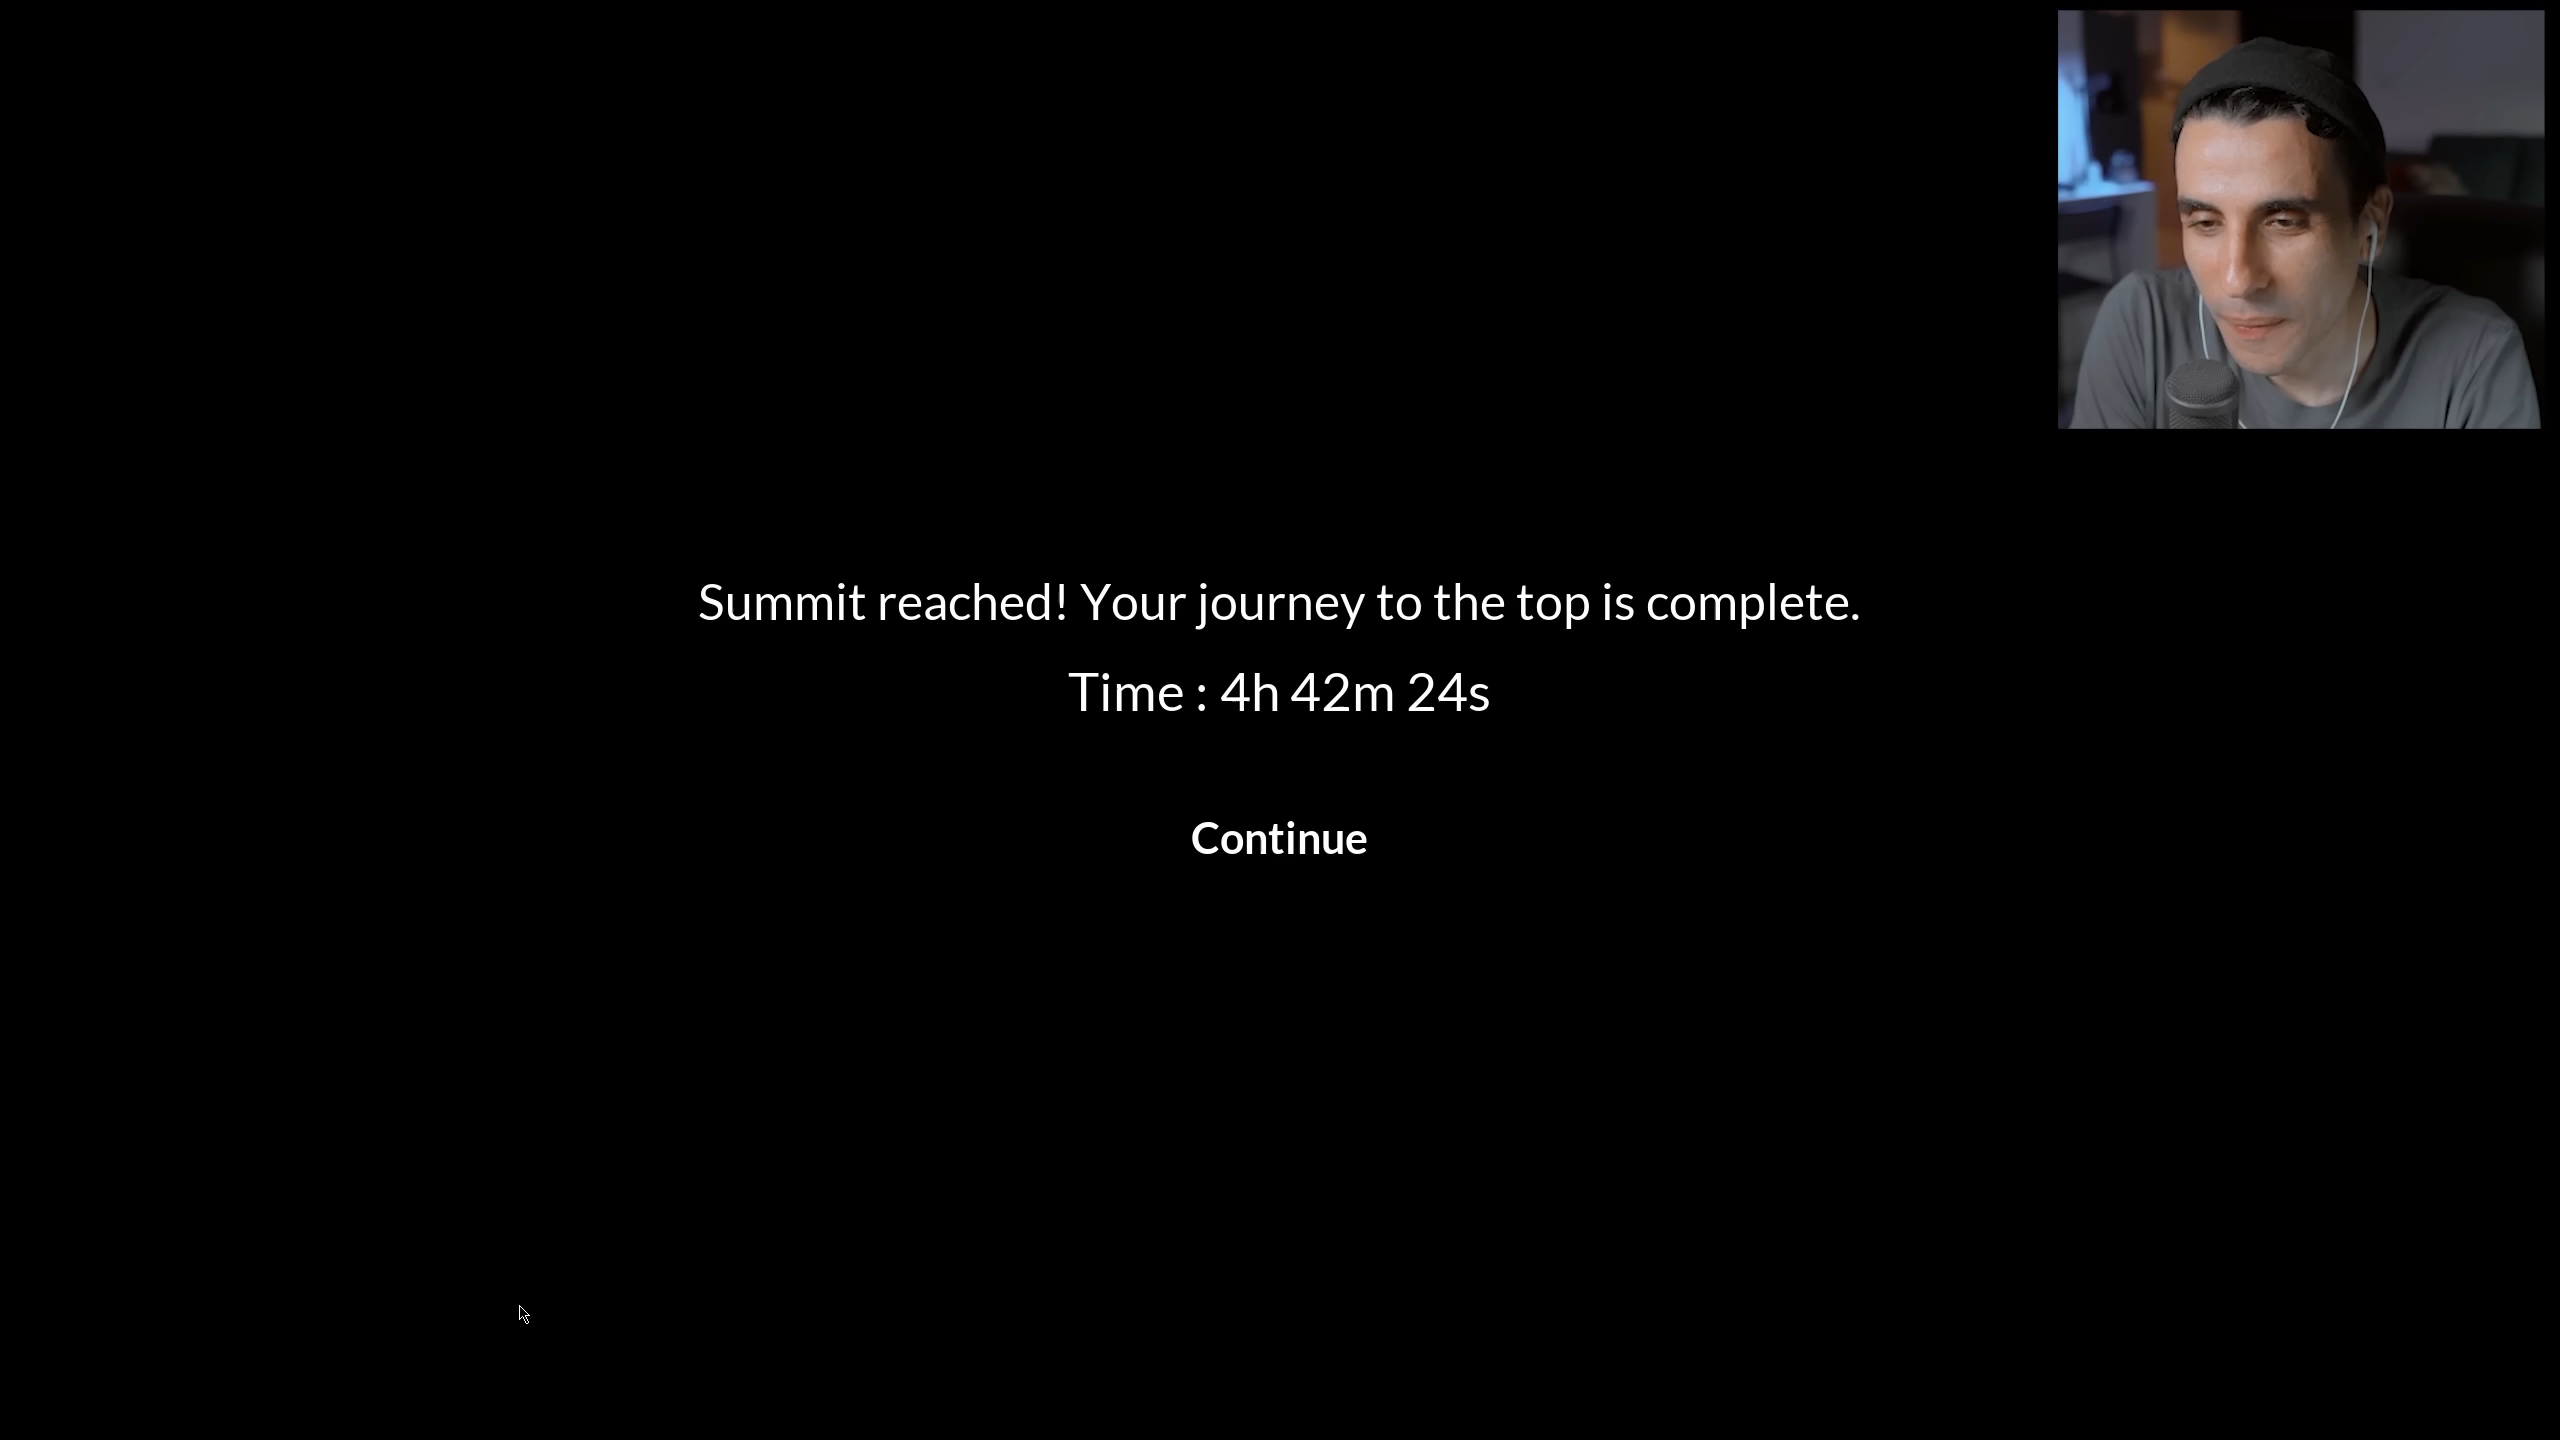 Summit reached! Your journey to the top is complete.
Time : 4h 42m 24s
Continue